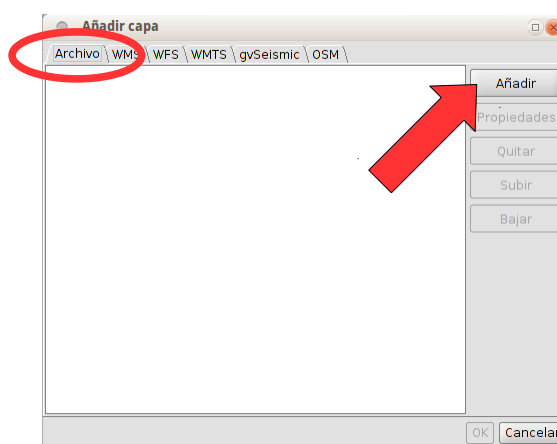 Añadir capa
Archivo WMS WFS WMTS gvSeismic OSM
Añadir
Propiedades
Quitar
Subir
Bajar
OK Cancelar